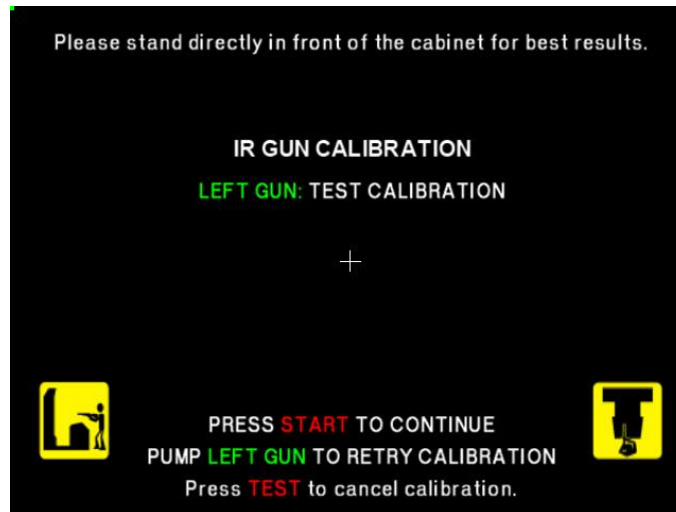 Please stand directly in front of the cabinet for best results.
IR GUN CALIBRATION
LEFT GUN: TEST CALIBRATION
PRESS START TO CONTINUE
PUMP LEFT GUN TO RETRY CALIBRATION
Press TEST to cancel calibration.